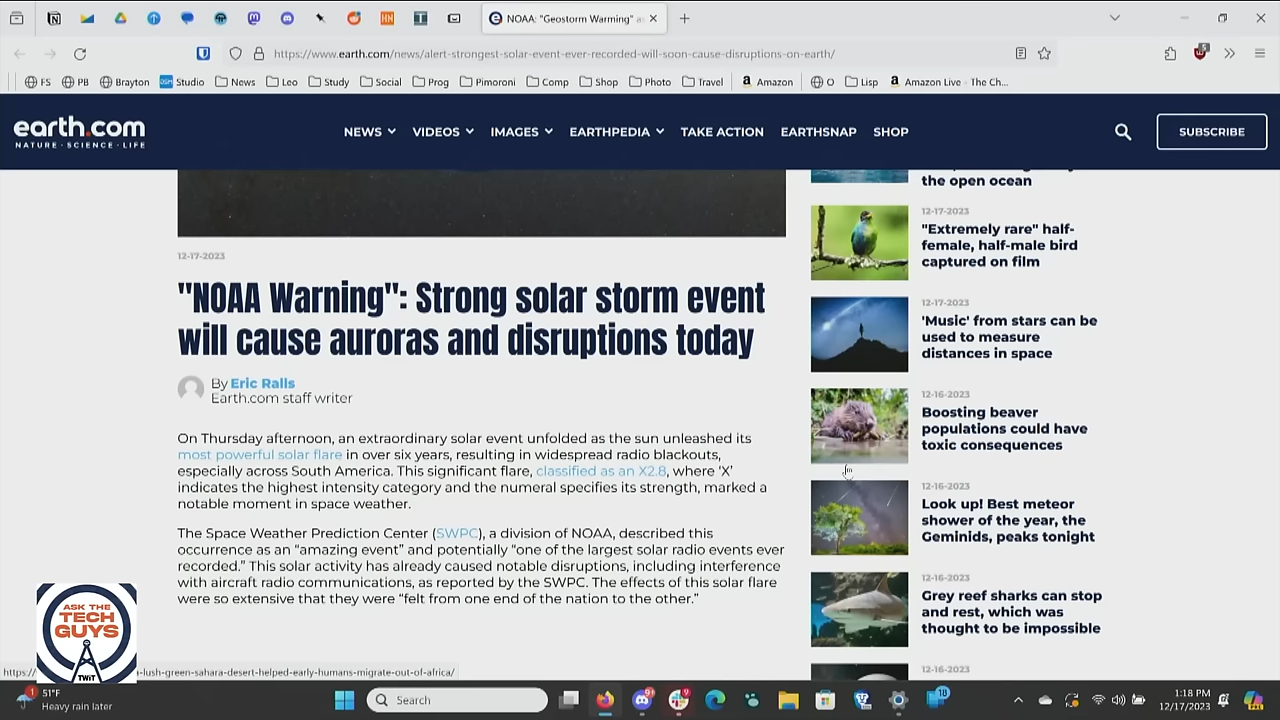 NOAA: "Geostorm Warning" a
https://www.earth.com/news/alert-strongest-solar-event-ever-recorded-will-soon-cause-disruptions-on-earth/
FS PB Brayton Studio News Leo Study Social Prog Pimoroni Comp Shop Photo Travel Amazon O Lisp Amazon Live - The Ch...
earth.com
NATURE · SCIENCE · LIFE
NEWS VIDEOS IMAGES EARTHPEDIA TAKE ACTION EARTHSNAP SHOP
SUBSCRIBE
12-17-2023
"NOAA Warning": Strong solar storm event
will cause auroras and disruptions today
By Eric Ralls
Earth.com staff writer
On Thursday afternoon, an extraordinary solar event unfolded as the sun unleashed its
most powerful solar flare in over six years, resulting in widespread radio blackouts,
especially across South America. This significant flare, classified as an X2.8, where ‘X’
indicates the highest intensity category and the numeral specifies its strength, marked a
notable moment in space weather.
The Space Weather Prediction Center (SWPC), a division of NOAA, described this
occurrence as an “amazing event” and potentially “one of the largest solar radio events ever
recorded.” This solar activity has already caused notable disruptions, including interference
with aircraft radio communications, as reported by the SWPC. The effects of this solar flare
were so extensive that they were “felt from one end of the nation to the other.”
the open ocean
12-17-2023
"Extremely rare" half-
female, half-male bird
captured on film
12-17-2023
'Music' from stars can be
used to measure
distances in space
12-16-2023
Boosting beaver
populations could have
toxic consequences
12-16-2023
Look up! Best meteor
shower of the year, the
Geminids, peaks tonight
12-16-2023
Grey reef sharks can stop
and rest, which was
thought to be impossible
12-16-2023
ASK THE
TECH
GUYS
TWiT
https:// -lush-green-sahara-desert-helped-early-humans-migrate-out-of-africa/
51°F
Heavy rain later
Search
1:18 PM
12/17/2023